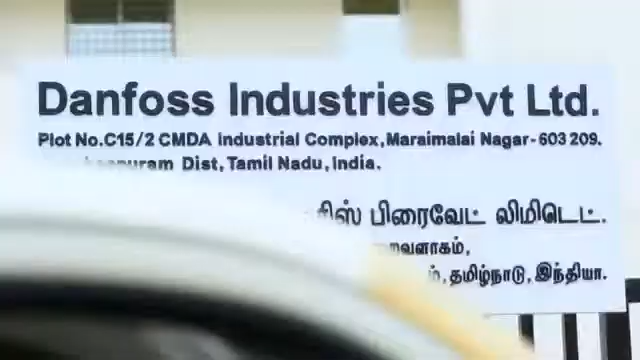 Danfoss Industries Pvt Ltd.
Plot No.C15/2 CMDA Industrial Complex, Maraimalai Nagar-603 209.
Dist, Tamil Nadu, India.
பிரைவேட் லிமிடெட்.
தமிழ்நாடு, இந்தியா.